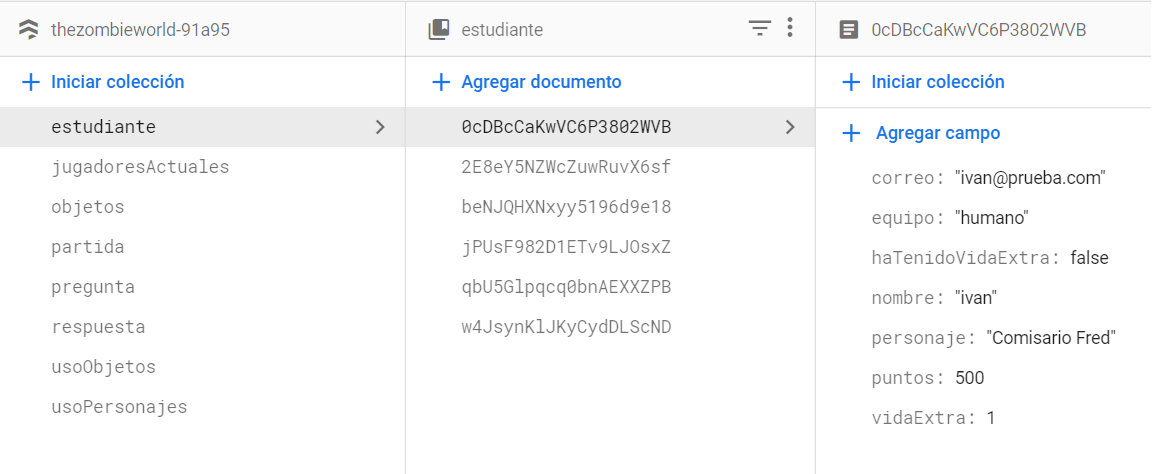 thezombieworld-91a95
Iniciar colección
estudiante
jugadoresActuales
objetos
partida
pregunta
respuesta
usoObjetos
usoPersonajes
estudiante
Agregar documento
0cDBcCaKwVC6P3802WVB
2E8eY5NZWcZuwRuvX6sf
beNJQHXNxyy5196d9e18
jPUsF982D1ETv9LJOsxZ
qbU5Glpqcq0bnAEXXZPB
w4JsynKlJKyCydDLScND
0cDBcCaKwVC6P3802WVB
Iniciar colección
Agregar campo
correo: "ivan@prueba.com"
equipo: "humano"
haTenidoVidaExtra: false
nombre: "ivan"
personaje: "Comisario Fred"
puntos: 500
vidaExtra: 1